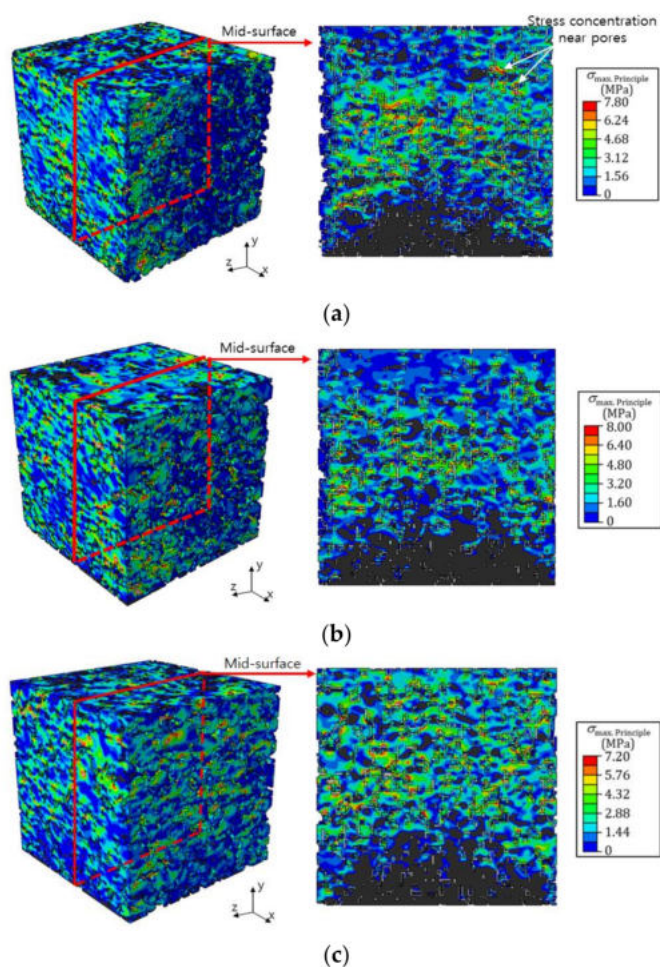 Mid-surface
Stress concentration
near pores
σmax. Principle
(MPa)
7.80
6.24
4.68
3.12
1.56
0
y
z
x
(a)
Mid-surface
σmax. Principle
(MPa)
8.00
6.40
4.80
3.20
1.60
0
y
z
x
(b)
Mid-surface
σmax. Principle
(MPa)
7.20
5.76
4.32
2.88
1.44
0
y
z
x
(c)